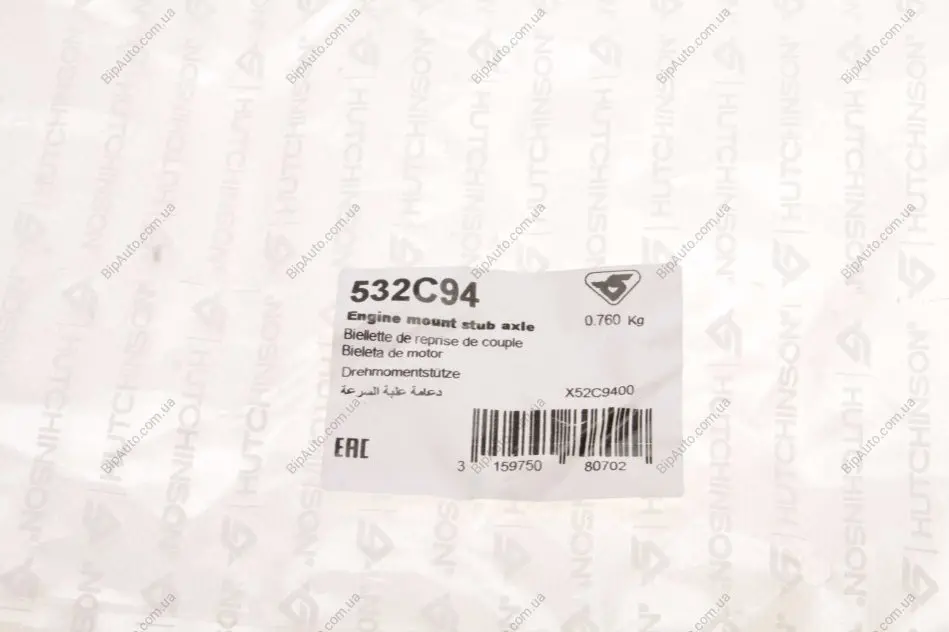 532C94
Engine mount stub axle
0.760 Kg
Biellette de reprise de couple
Bieleta de motor
Drehmomentstütze
دعامة علبة السرعة
X52C9400
EAC
3 159750 80702
HUTCHINSON
BipAuto.com.ua